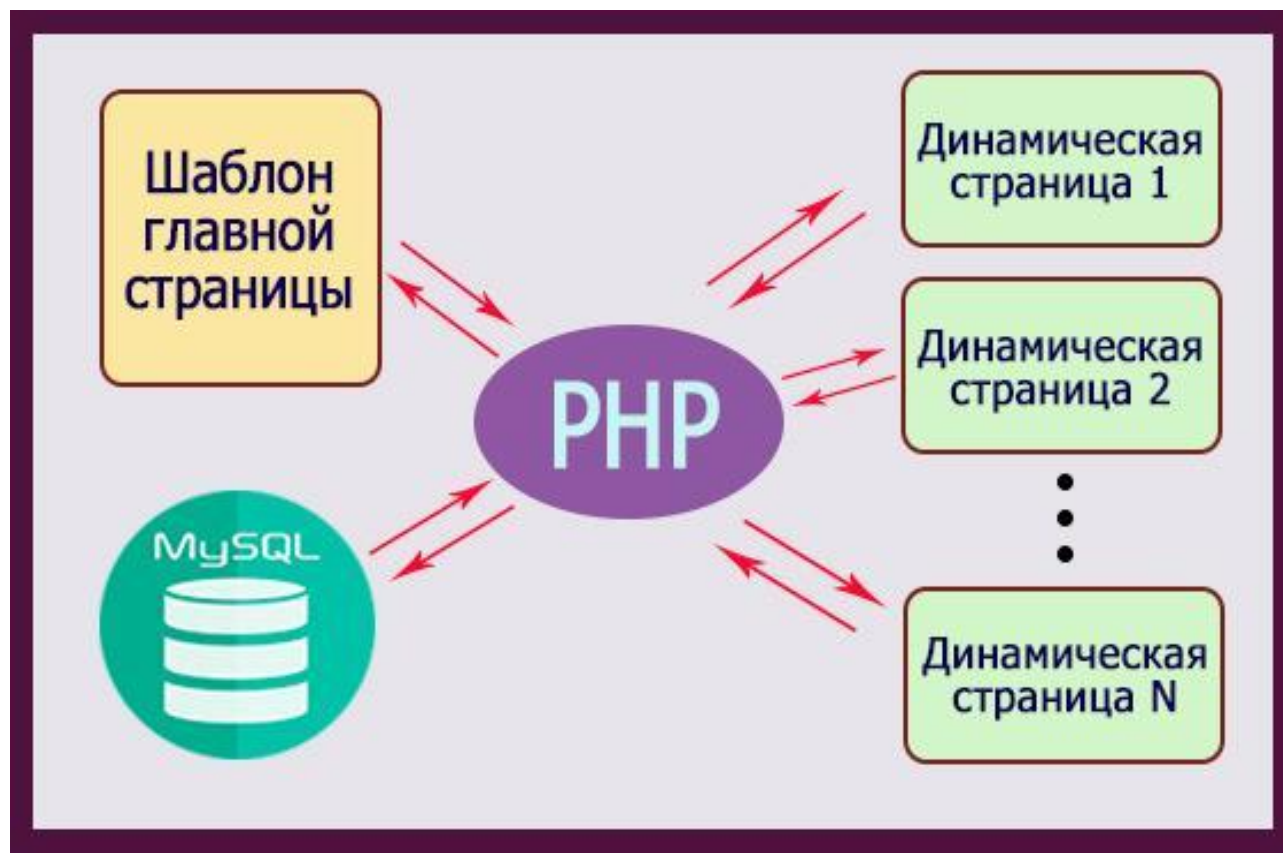 Шаблон
главной
страницы
MySQL
PHP
Динамическая
страница 1
Динамическая
страница 2
Динамическая
страница N